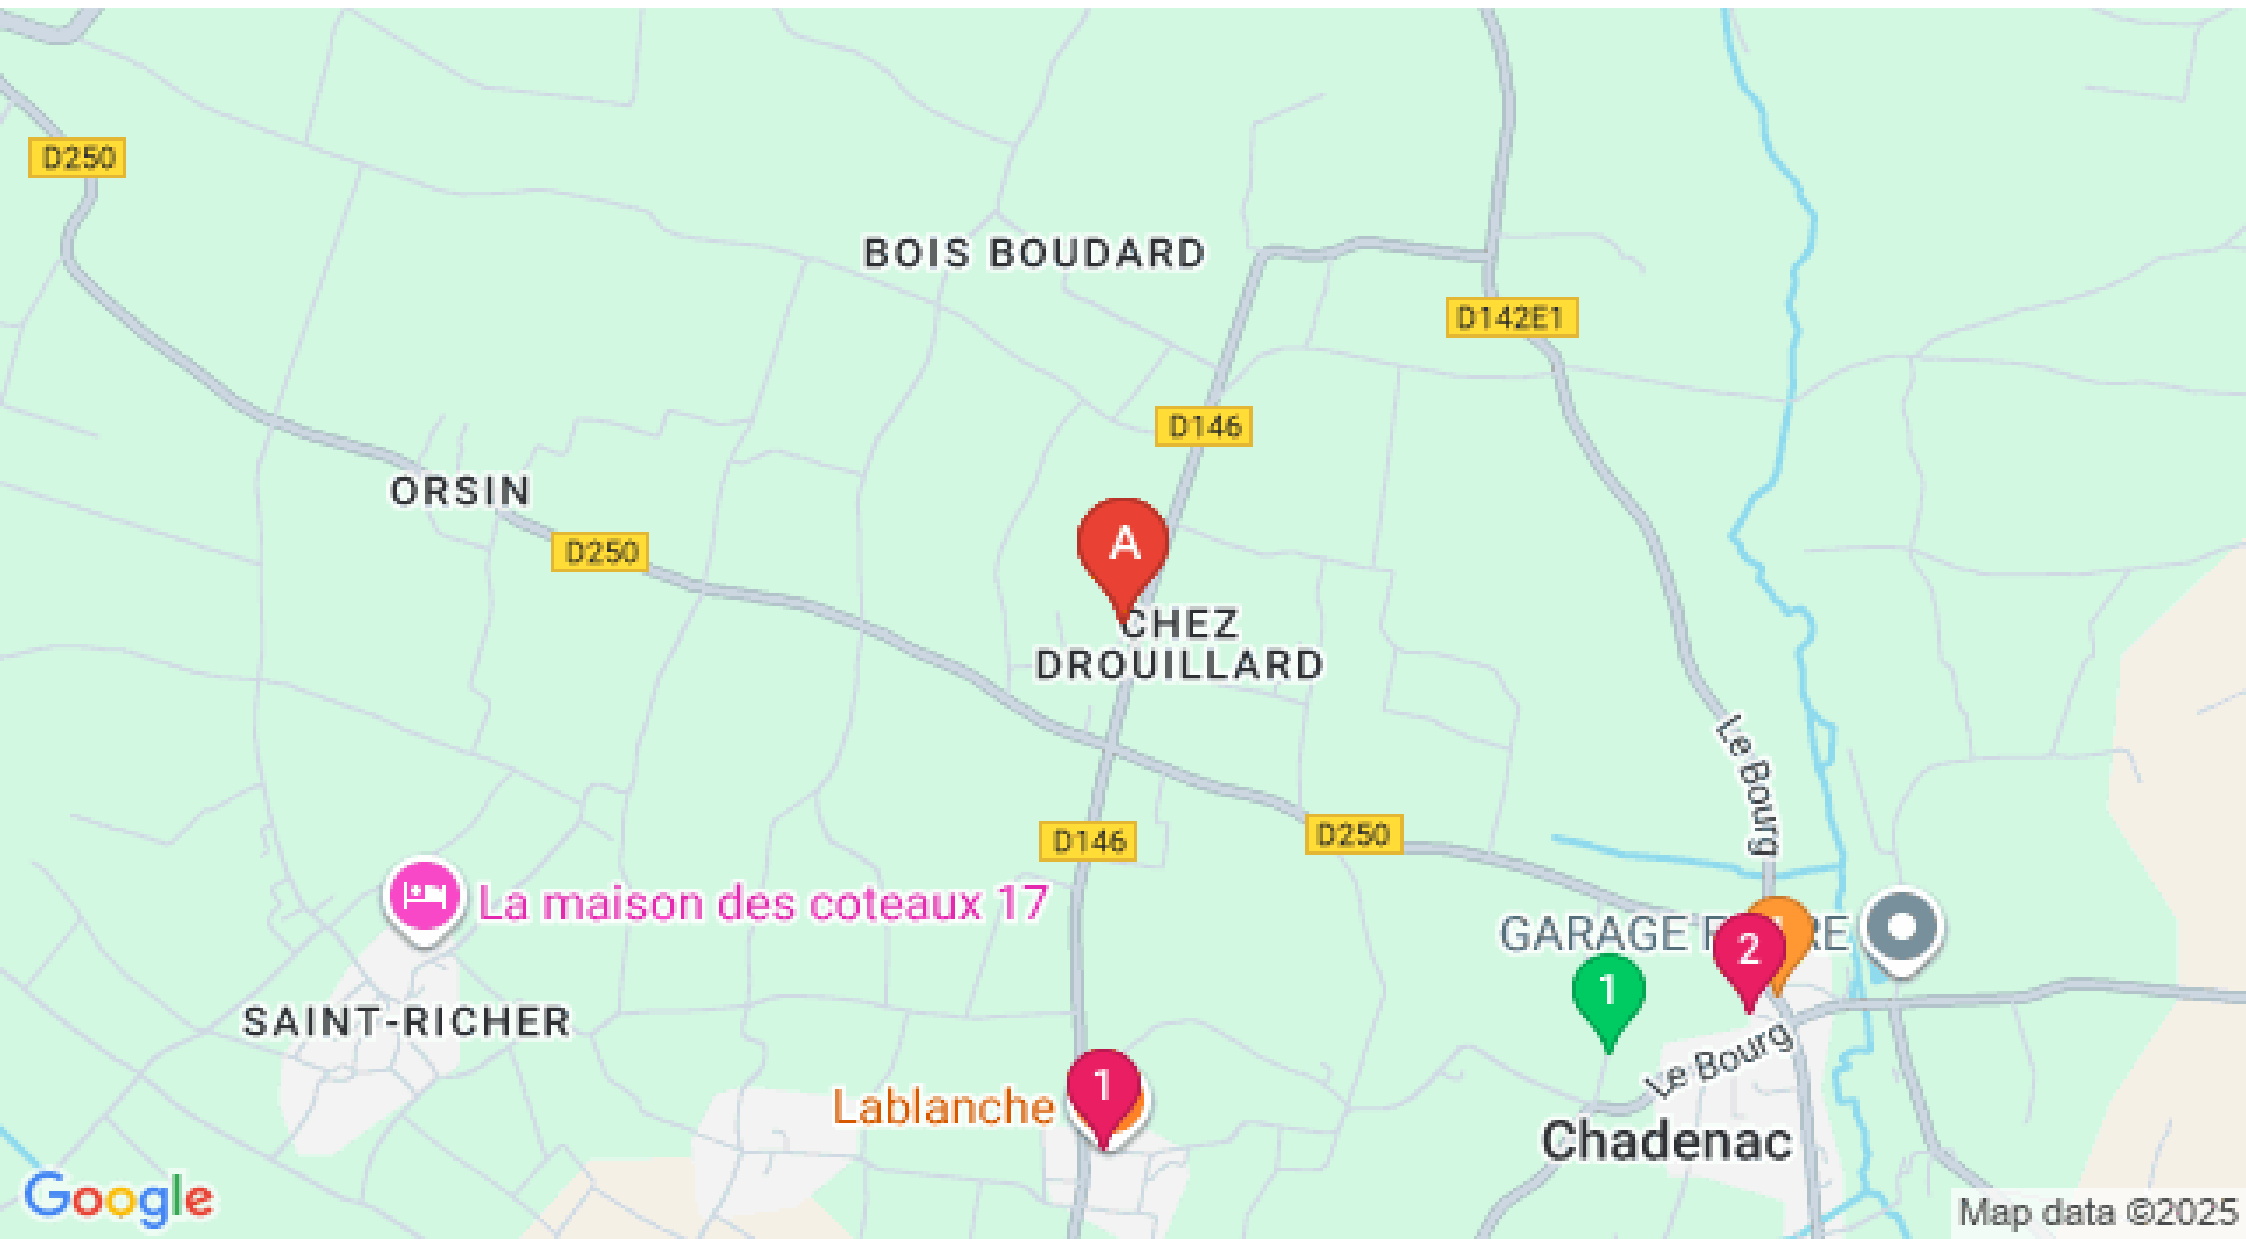 D250
BOIS BOUDARD
D142E1
D146
ORSIN
D250
A
CHEZ
DROUILLARD
Le Bourg
D146
D250
La maison des coteaux 17
GARAGE
2
1
SAINT-RICHER
Le Bourg
1
Lablanche
Chadenac
Google
Map data ©2025